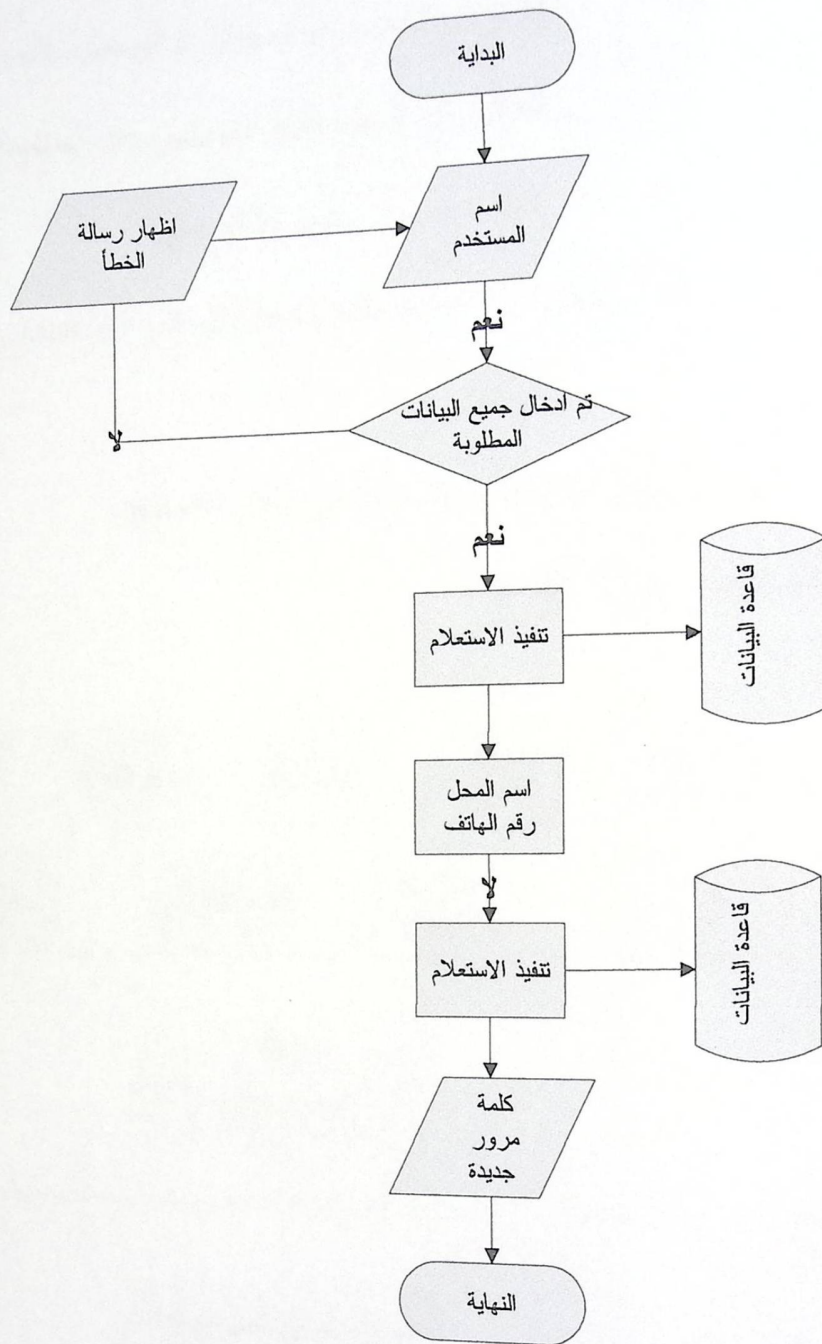 البداية
اسم
المستخدم
اظهار رسالة
الخطأ
نعم
تم ادخال جميع البيانات
المطلوبة
لا
نعم
تنفيذ الاستعلام
قاعدة البيانات
اسم المحل
رقم الهاتف
لا
تنفيذ الاستعلام
قاعدة البيانات
كلمة
مرور
جديدة
النهاية